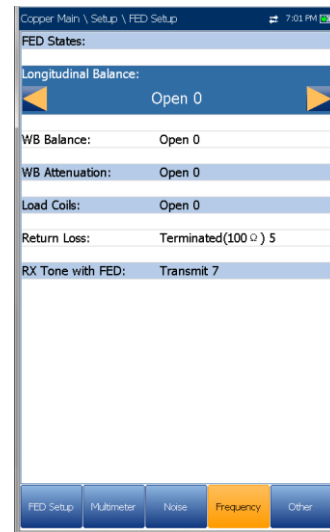 Copper Main \ Setup \ FED Setup 7:01 PM
FED States:
Longitudinal Balance:
Open 0
WB Balance: Open 0
WB Attenuation: Open 0
Load Coils: Open 0
Return Loss: Terminated(100 Ω ) 5
RX Tone with FED: Transmit 7
FED Setup Multimeter Noise Frequency Other